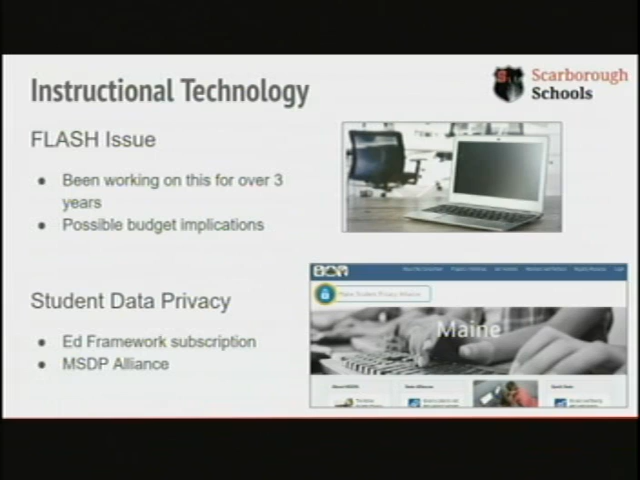 Instructional Technology
Scarborough
Schools
FLASH Issue
● Been working on this for over 3
years
● Possible budget implications
Student Data Privacy
● Ed Framework subscription
● MSDP Alliance
Maine Student Privacy Alliance
Maine